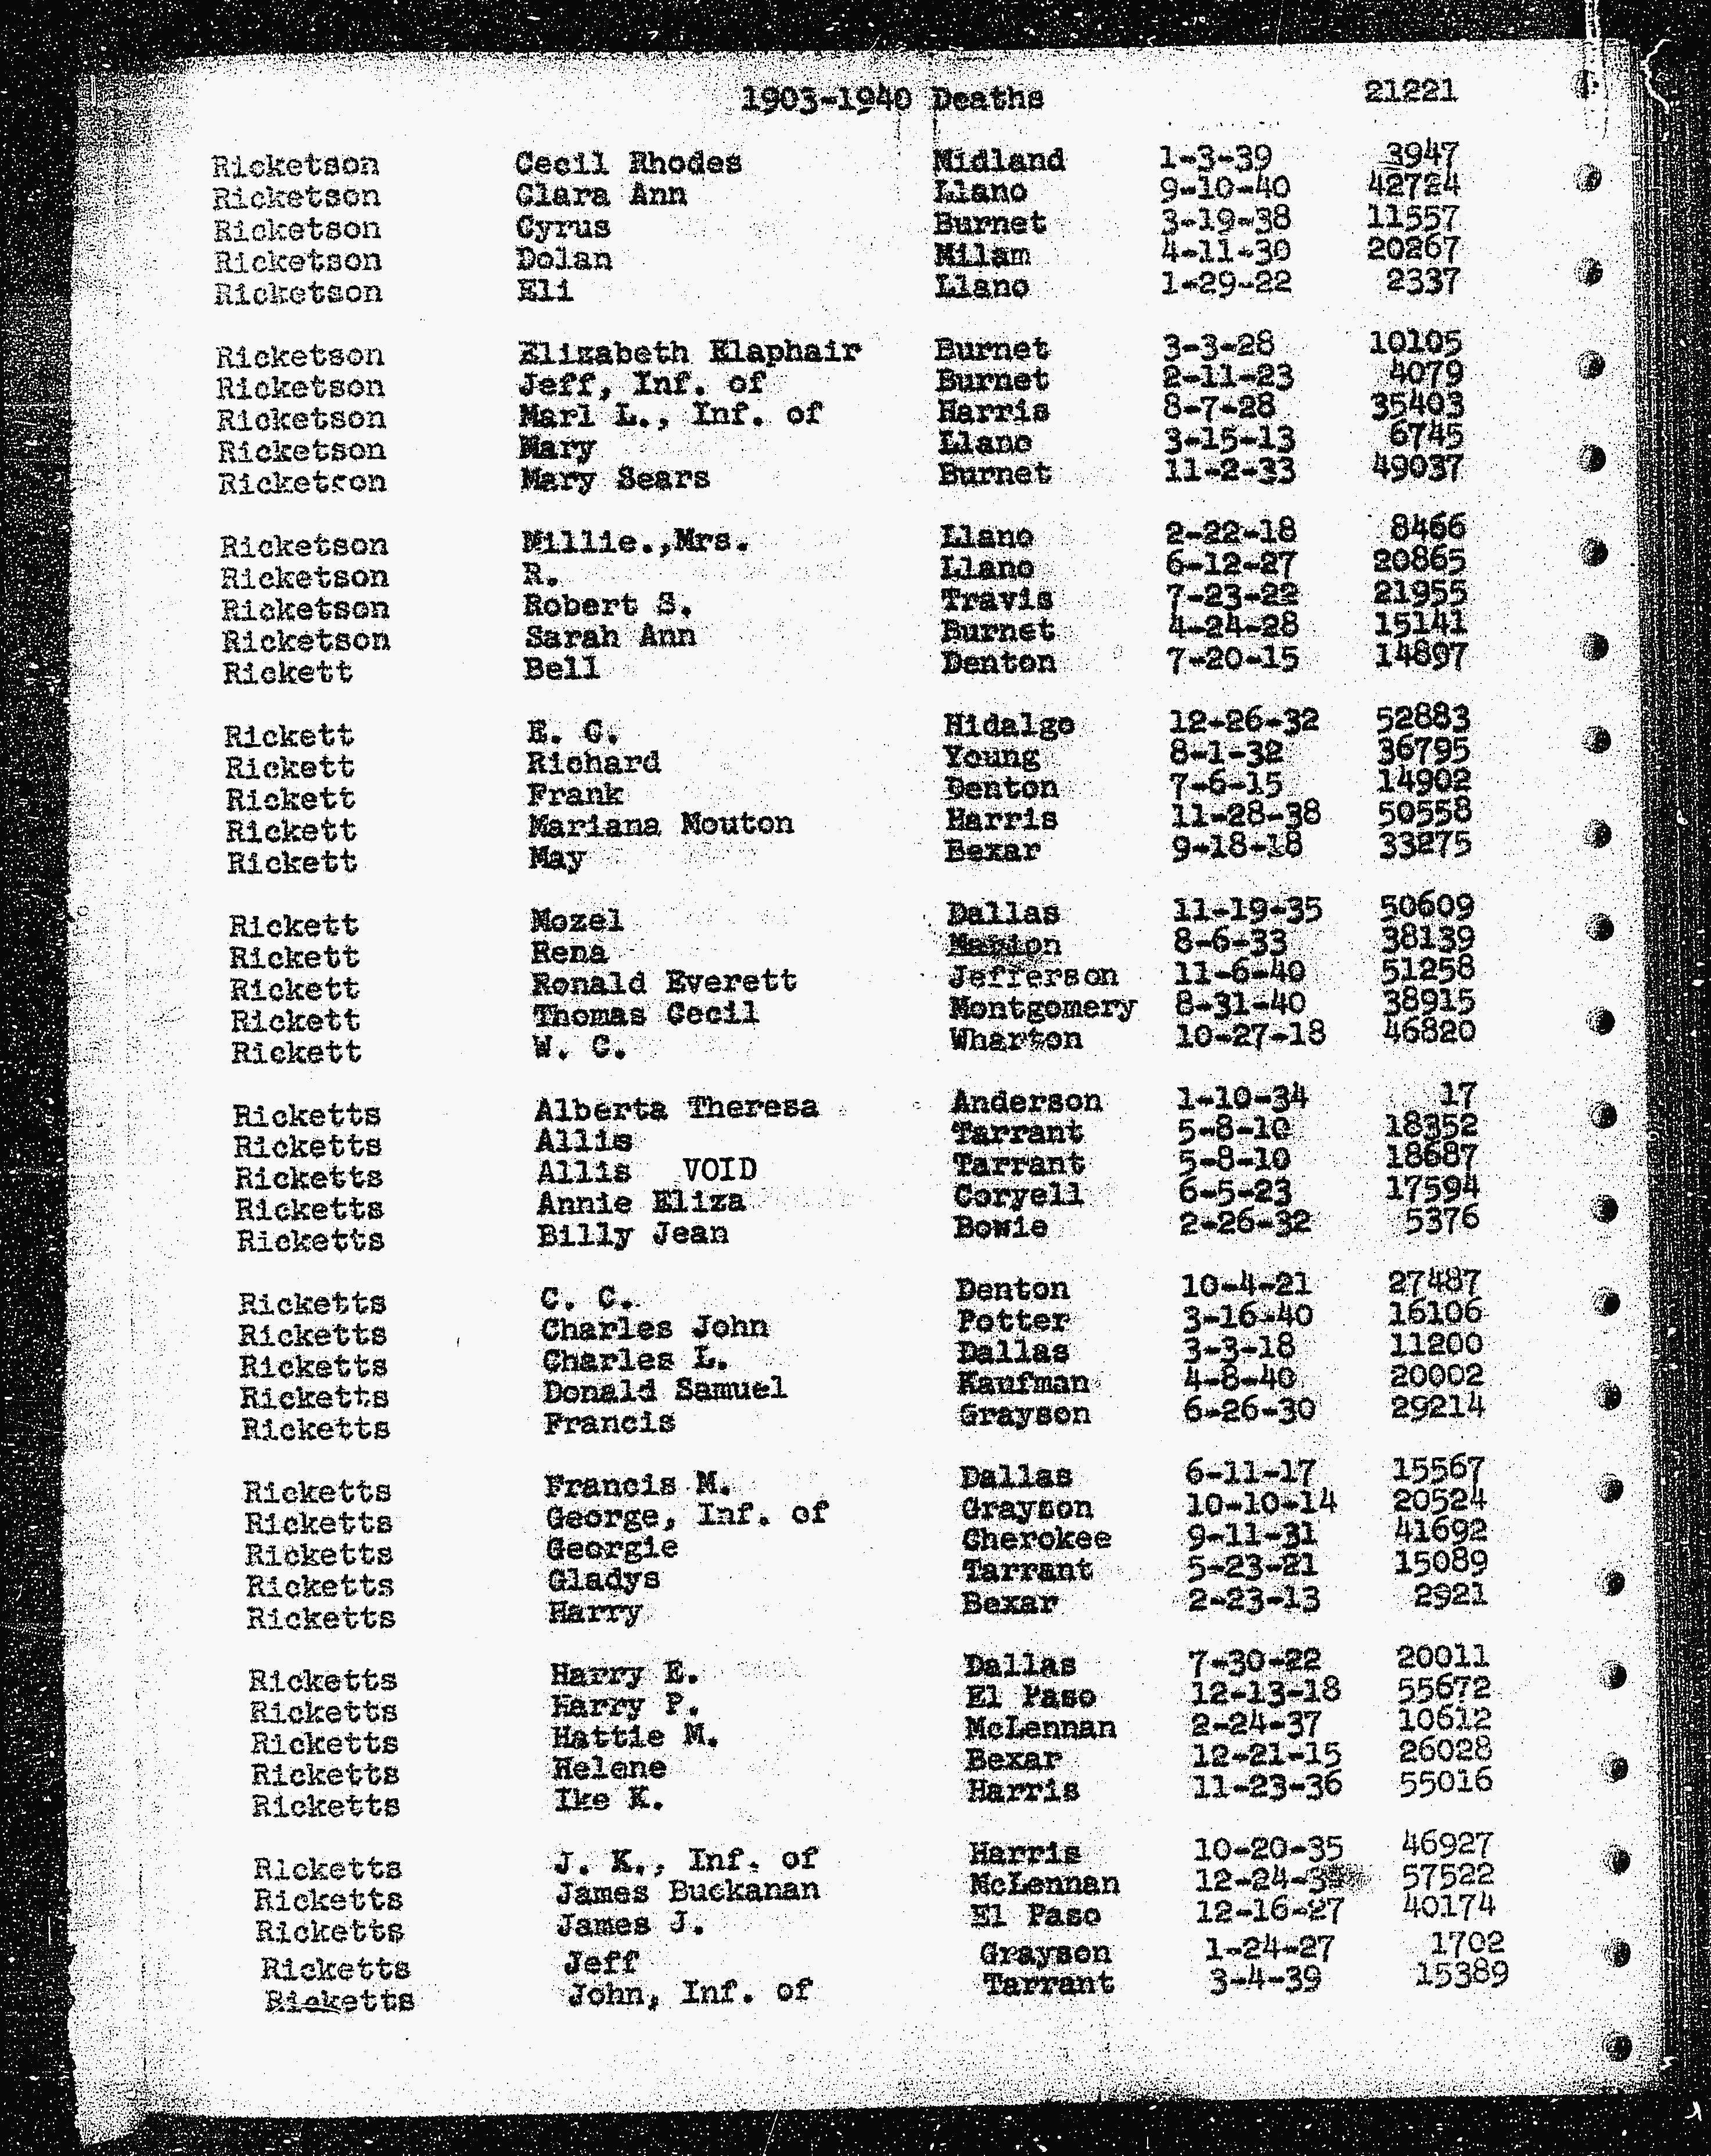 1903-1940 Deaths 21221
Ricketson Cecil Rhodes Midland 1-3-39 3947
Ricketson Clara Ann Llano 9-10-40 42724
Ricketson Cyrus Burnet 3-19-38 11557
Ricketson Dolan Milam 4-11-30 20267
Ricketson Eli Llano 1-29-22 2337
Ricketson Elizabeth Elaphair Burnet 3-3-28 10105
Ricketson Jeff, Inf. of Burnet 2-11-23 4079
Ricketson Marl L., Inf. of Harris 8-7-28 35403
Ricketson Mary Llano 3-15-13 6745
Ricketson Mary Sears Burnet 11-2-33 49037
Ricketson Millie.,Mrs. Llano 2-22-18 8466
Ricketson R. Llano 6-12-27 20865
Ricketson Robert S. Travis 7-23-22 21955
Ricketson Sarah Ann Burnet 4-24-28 15141
Rickett Bell Denton 7-20-15 14897
Rickett E. C. Hidalgo 12-26-32 52883
Rickett Richard Young 8-1-32 36795
Rickett Frank Denton 7-6-15 14902
Rickett Mariana Mouton Harris 11-28-38 50558
Rickett May Bexar 9-18-18 33275
Rickett Mozel Dallas 11-19-35 50609
Rickett Rena Marion 8-6-33 38139
Rickett Ronald Everett Jefferson 11-6-40 51258
Rickett Thomas Cecil Montgomery 8-31-40 38915
Rickett W. C. Wharton 10-27-18 46820
Ricketts Alberta Theresa Anderson 1-10-34 17
Ricketts Allis Tarrant 5-8-10 18352
Ricketts Allis VOID Tarrant 5-8-10 18687
Ricketts Annie Eliza Coryell 6-5-23 17594
Ricketts Billy Jean Bowie 2-26-32 5376
Ricketts C. C. Denton 10-4-21 27487
Ricketts Charles John Potter 3-16-40 16106
Ricketts Charles L. Dallas 3-3-18 11200
Ricketts Donald Samuel Kaufman 4-8-40 20002
Ricketts Francis Grayson 6-26-30 29214
Ricketts Francis M. Dallas 6-11-17 15567
Ricketts George, Inf. of Grayson 10-10-14 20524
Ricketts Georgie Cherokee 9-11-31 41692
Ricketts Gladys Tarrant 5-23-21 15089
Ricketts Harry Bexar 2-23-13 2921
Ricketts Harry E. Dallas 7-30-22 20011
Ricketts Harry P. El Paso 12-13-18 55672
Ricketts Hattie M. McLennan 2-24-37 10612
Ricketts Helene Bexar 12-21-15 26028
Ricketts Ike K. Harris 11-23-36 55016
Ricketts J. K., Inf. of Harris 10-20-35 46927
Ricketts James Buckanan McLennan 12-24-3 57522
Ricketts James J. El Paso 12-16-27 40174
Ricketts Jeff Grayson 1-24-27 1702
Ricketts John, Inf. of Tarrant 3-4-39 15389